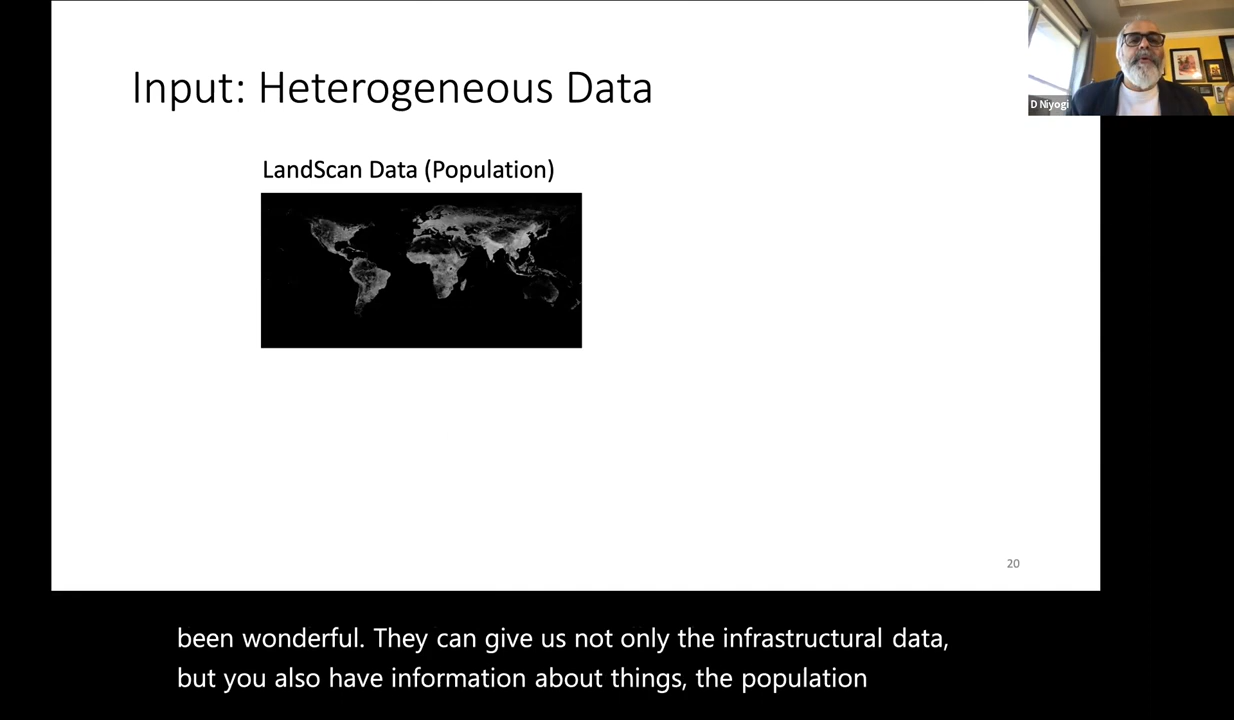 Input: Heterogeneous Data
D Niyogi
LandScan Data (Population)
20
been wonderful. They can give us not only the infrastructural data,
but you also have information about things, the population